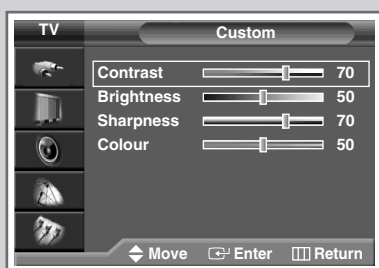 TV
Custom
Contrast 70
Brightness 50
Sharpness 70
Colour 50
Move Enter Return